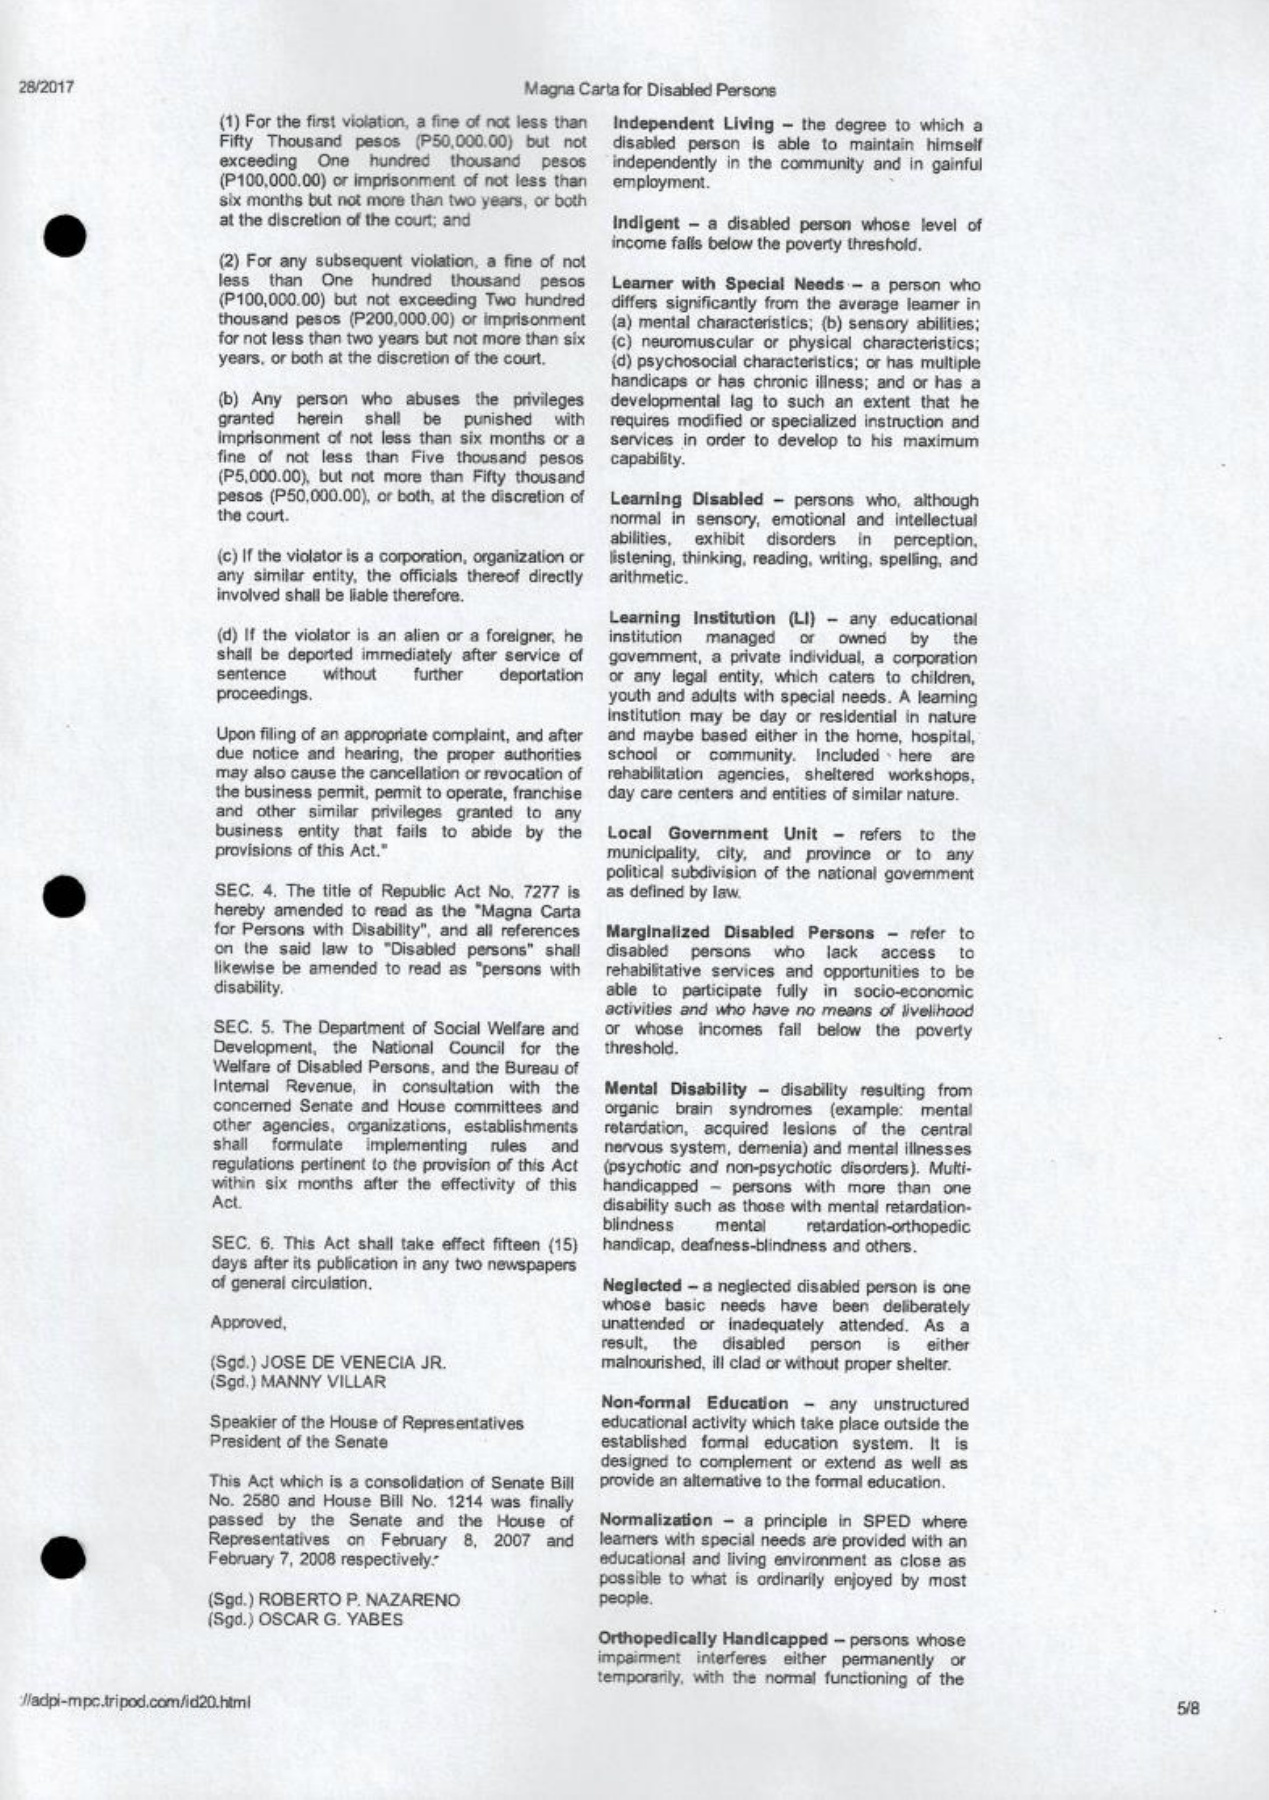 28/2017
Magna Carta for Disabled Persons
(1) For the first violation, a fine of not less than
Fifty Thousand pesos (P50,000.00) but not
exceeding One hundred thousand pesos
(P100,000.00) or imprisonment of not less than
six months but not more than two years, or both
at the discretion of the court; and
(2) For any subsequent violation, a fine of not
less than One hundred thousand pesos
(P100,000.00) but not exceeding Two hundred
thousand pesos (P200,000.00) or imprisonment
for not less than two years but not more than six
years, or both at the discretion of the court.
(b) Any person who abuses the privileges
granted herein shall be punished with
imprisonment of not less than six months or a
fine of not less than Five thousand pesos
(P5,000.00), but not more than Fifty thousand
pesos (P50,000.00), or both, at the discretion of
the court.
(c) If the violator is a corporation, organization or
any similar entity, the officials thereof directly
involved shall be liable therefore.
(d) If the violator is an alien or a foreigner, he
shall be deported immediately after service of
sentence without further deportation
proceedings.
Upon filing of an appropriate complaint, and after
due notice and hearing, the proper authorities
may also cause the cancellation or revocation of
the business permit, permit to operate, franchise
and other similar privileges granted to any
business entity that fails to abide by the
provisions of this Act."
SEC. 4. The title of Republic Act No. 7277 is
hereby amended to read as the "Magna Carta
for Persons with Disability", and all references
on the said law to "Disabled persons" shall
likewise be amended to read as "persons with
disability.
SEC. 5. The Department of Social Welfare and
Development, the National Council for the
Welfare of Disabled Persons, and the Bureau of
Internal Revenue, in consultation with the
concerned Senate and House committees and
other agencies, organizations, establishments
shall formulate implementing rules and
regulations pertinent to the provision of this Act
within six months after the effectivity of this
Act.
SEC. 6. This Act shall take effect fifteen (15)
days after its publication in any two newspapers
of general circulation.
Approved,
(Sgd.) JOSE DE VENECIA JR.
(Sgd.) MANNY VILLAR
Speakier of the House of Representatives
President of the Senate
This Act which is a consolidation of Senate Bill
No. 2580 and House Bill No. 1214 was finally
passed by the Senate and the House of
Representatives on February 8, 2007 and
February 7, 2008 respectively."
(Sgd.) ROBERTO P. NAZARENO
(Sgd.) OSCAR G. YABES
Independent Living – the degree to which a
disabled person is able to maintain himself
independently in the community and in gainful
employment.
Indigent – a disabled person whose level of
income falls below the poverty threshold.
Learner with Special Needs – a person who
differs significantly from the average learner in
(a) mental characteristics; (b) sensory abilities;
(c) neuromuscular or physical characteristics;
(d) psychosocial characteristics; or has multiple
handicaps or has chronic illness; and or has a
developmental lag to such an extent that he
requires modified or specialized instruction and
services in order to develop to his maximum
capability.
Learning Disabled – persons who, although
normal in sensory, emotional and intellectual
abilities, exhibit disorders in perception,
listening, thinking, reading, writing, spelling, and
arithmetic.
Learning Institution (LI) – any educational
institution managed or owned by the
government, a private individual, a corporation
or any legal entity, which caters to children,
youth and adults with special needs. A learning
institution may be day or residential in nature
and maybe based either in the home, hospital,
school or community. Included here are
rehabilitation agencies, sheltered workshops,
day care centers and entities of similar nature.
Local Government Unit – refers to the
municipality, city, and province or to any
political subdivision of the national government
as defined by law.
Marginalized Disabled Persons – refer to
disabled persons who lack access to
rehabilitative services and opportunities to be
able to participate fully in socio-economic
activities and who have no means of livelihood
or whose incomes fall below the poverty
threshold.
Mental Disability – disability resulting from
organic brain syndromes (example: mental
retardation, acquired lesions of the central
nervous system, demenia) and mental illnesses
(psychotic and non-psychotic disorders). Multi-
handicapped – persons with more than one
disability such as those with mental retardation-
blindness mental retardation-orthopedic
handicap, deafness-blindness and others.
Neglected – a neglected disabled person is one
whose basic needs have been deliberately
unattended or inadequately attended. As a
result, the disabled person is either
malnourished, ill clad or without proper shelter.
Non-formal Education – any unstructured
educational activity which take place outside the
established formal education system. It is
designed to complement or extend as well as
provide an alternative to the formal education.
Normalization – a principle in SPED where
learners with special needs are provided with an
educational and living environment as close as
possible to what is ordinarily enjoyed by most
people.
Orthopedically Handicapped – persons whose
impairment interferes either permanently or
temporarily, with the normal functioning of the
://adpi-mpc.tripod.com/id20.html
5/8